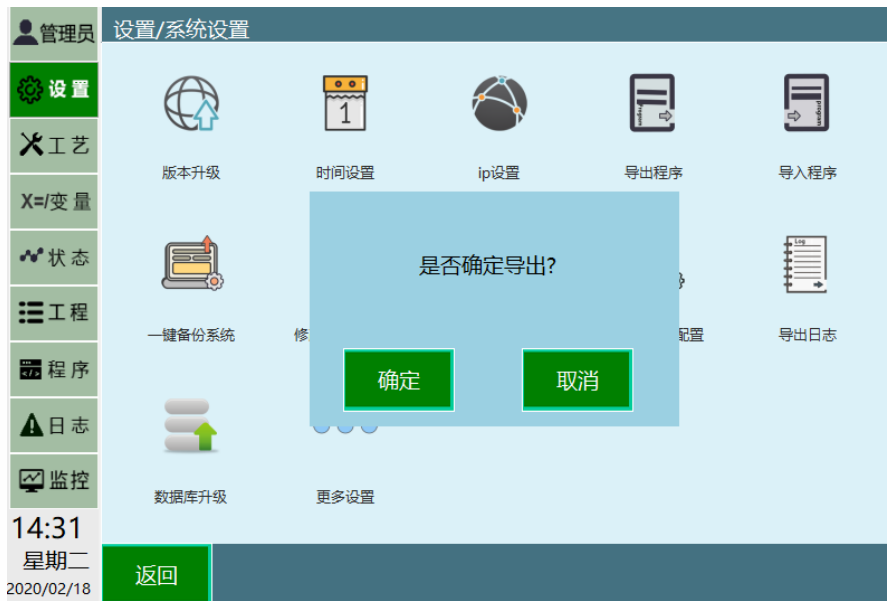 管理员
设置/系统设置
设置
工艺
X=/变量
状态
工程
程序
日志
监控
14:31
星期二
2020/02/18
1
program
program
版本升级
时间设置
ip设置
导出程序
导入程序
是否确定导出?
确定
取消
Log
一键备份系统
修
配置
导出日志
数据库升级
更多设置
返回